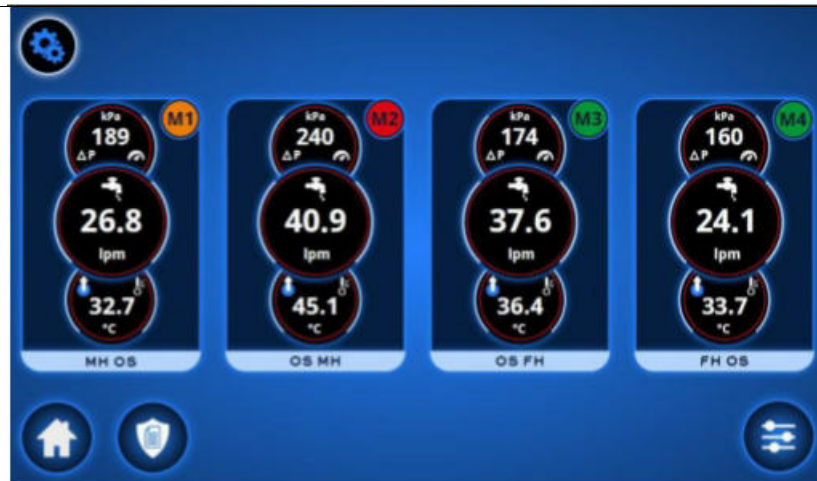 M1
kPa
189
ΔP
26.8
lpm
32.7
°C
MH OS
M2
kPa
240
ΔP
40.9
lpm
45.1
°C
OS MH
M3
kPa
174
ΔP
37.6
lpm
36.4
°C
OS FH
M4
kPa
160
ΔP
24.1
lpm
33.7
°C
FH OS